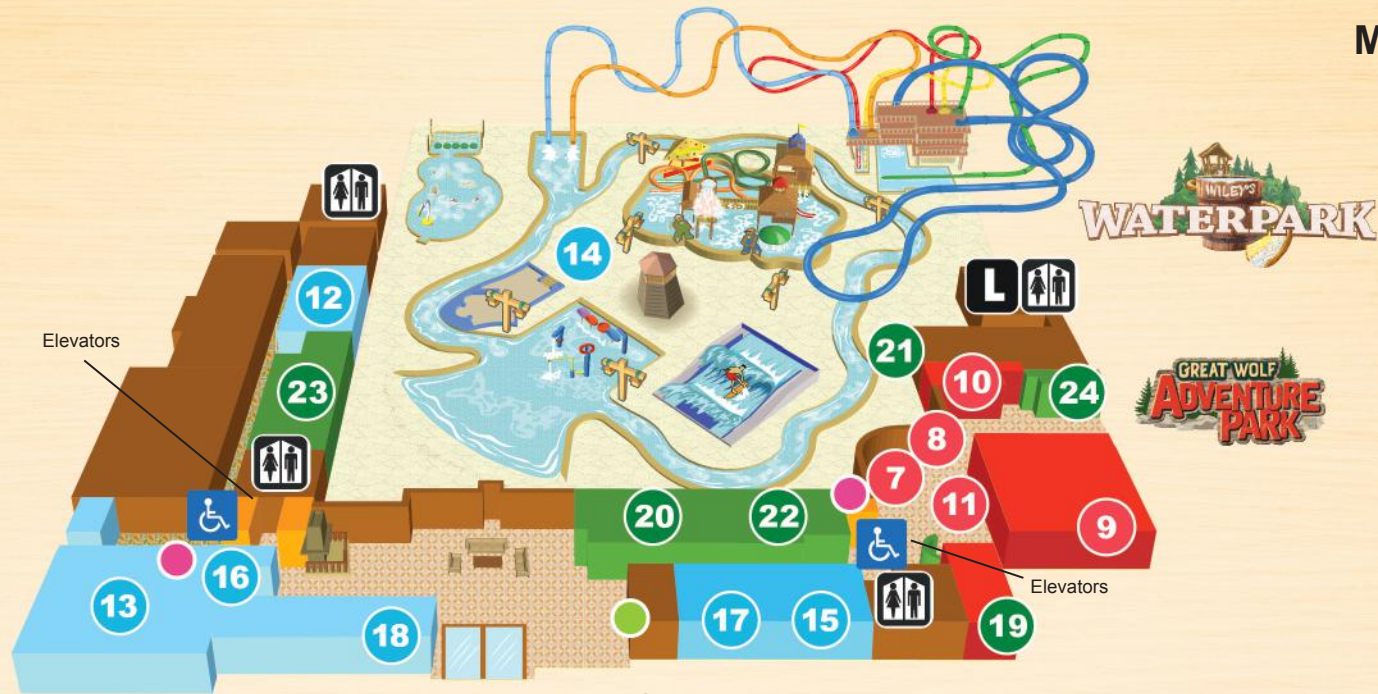 M
WILEY'S
WATERPARK
14
12
L
Elevators
21
10
24
GREAT WOLF
ADVENTURE
PARK
23
8
7
11
9
20
22
16
13
Elevators
17
15
18
19